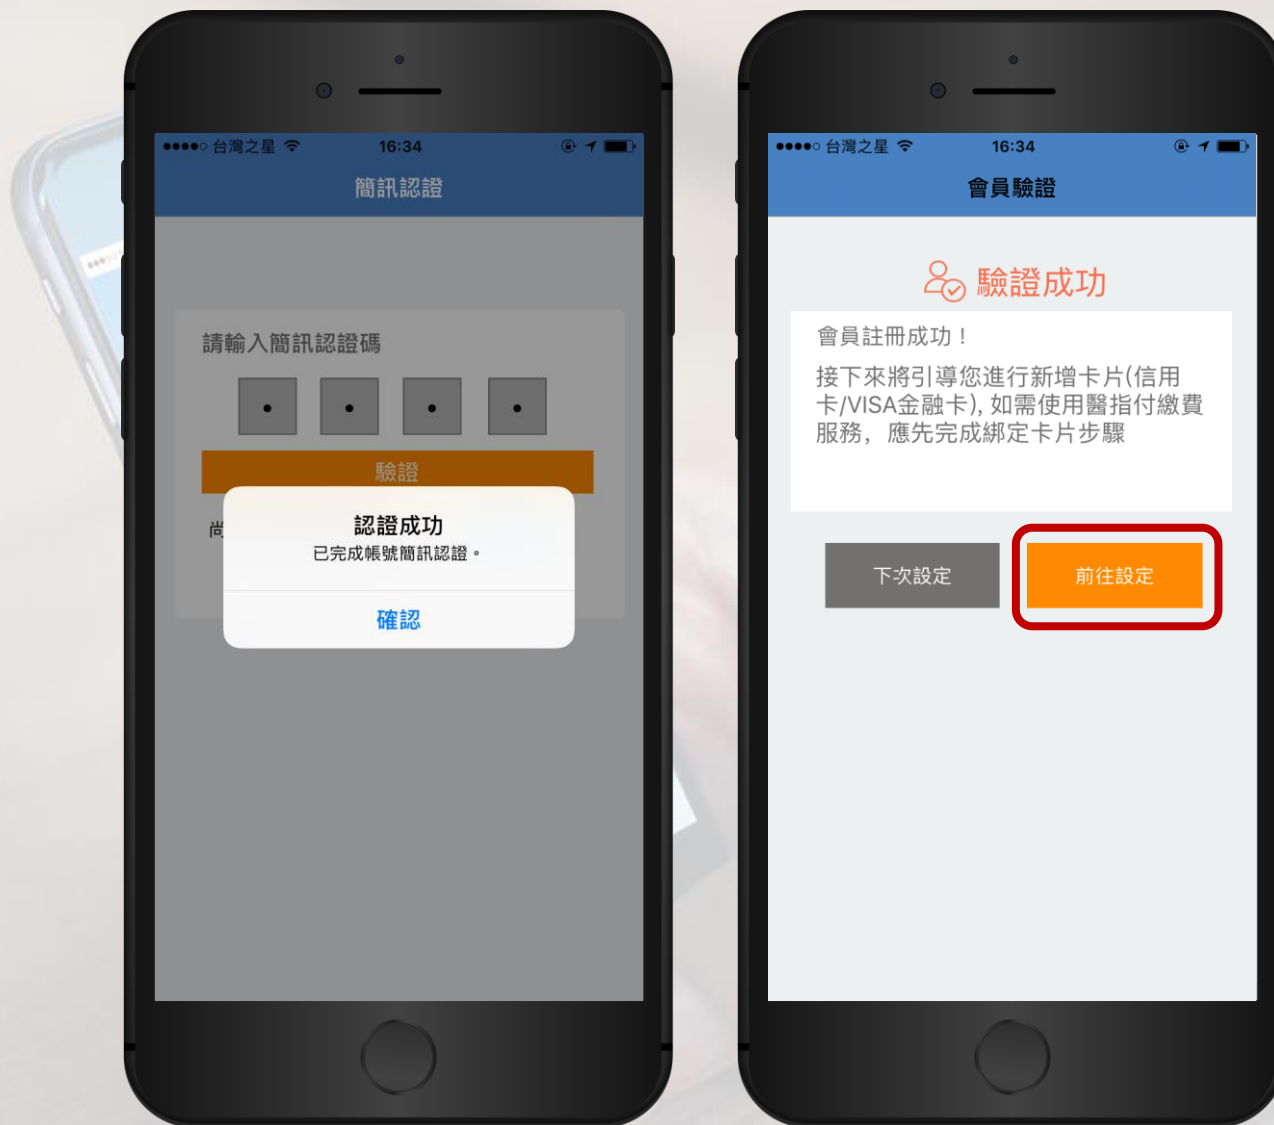 台灣之星
16:34
簡訊認證
請輸入簡訊認證碼
驗證
尚
認證成功
已完成帳號簡訊認證。
確認
台灣之星
16:34
會員驗證
驗證成功
會員註冊成功！
接下來將引導您進行新增卡片(信用
卡/VISA金融卡), 如需使用醫指付繳費
服務，應先完成綁定卡片步驟
下次設定
前往設定